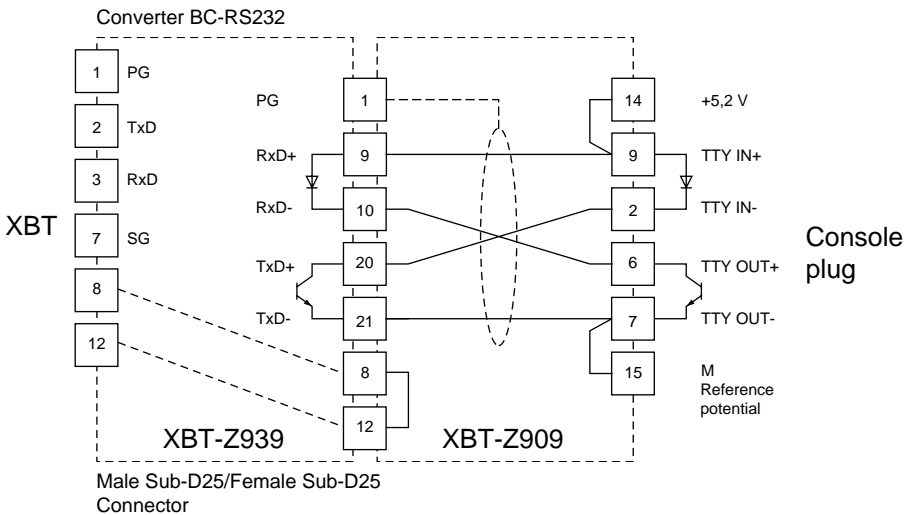 Converter BC-RS232
XBT
1 PG
2 TxD
3 RxD
7 SG
8
12
PG 1
RxD+ 9
RxD- 10
TxD+ 20
TxD- 21
8
12
14 +5,2 V
9 TTY IN+
2 TTY IN-
6 TTY OUT+
7 TTY OUT-
15 M
Reference
potential
Console
plug
XBT-Z939
XBT-Z909
Male Sub-D25/Female Sub-D25
Connector